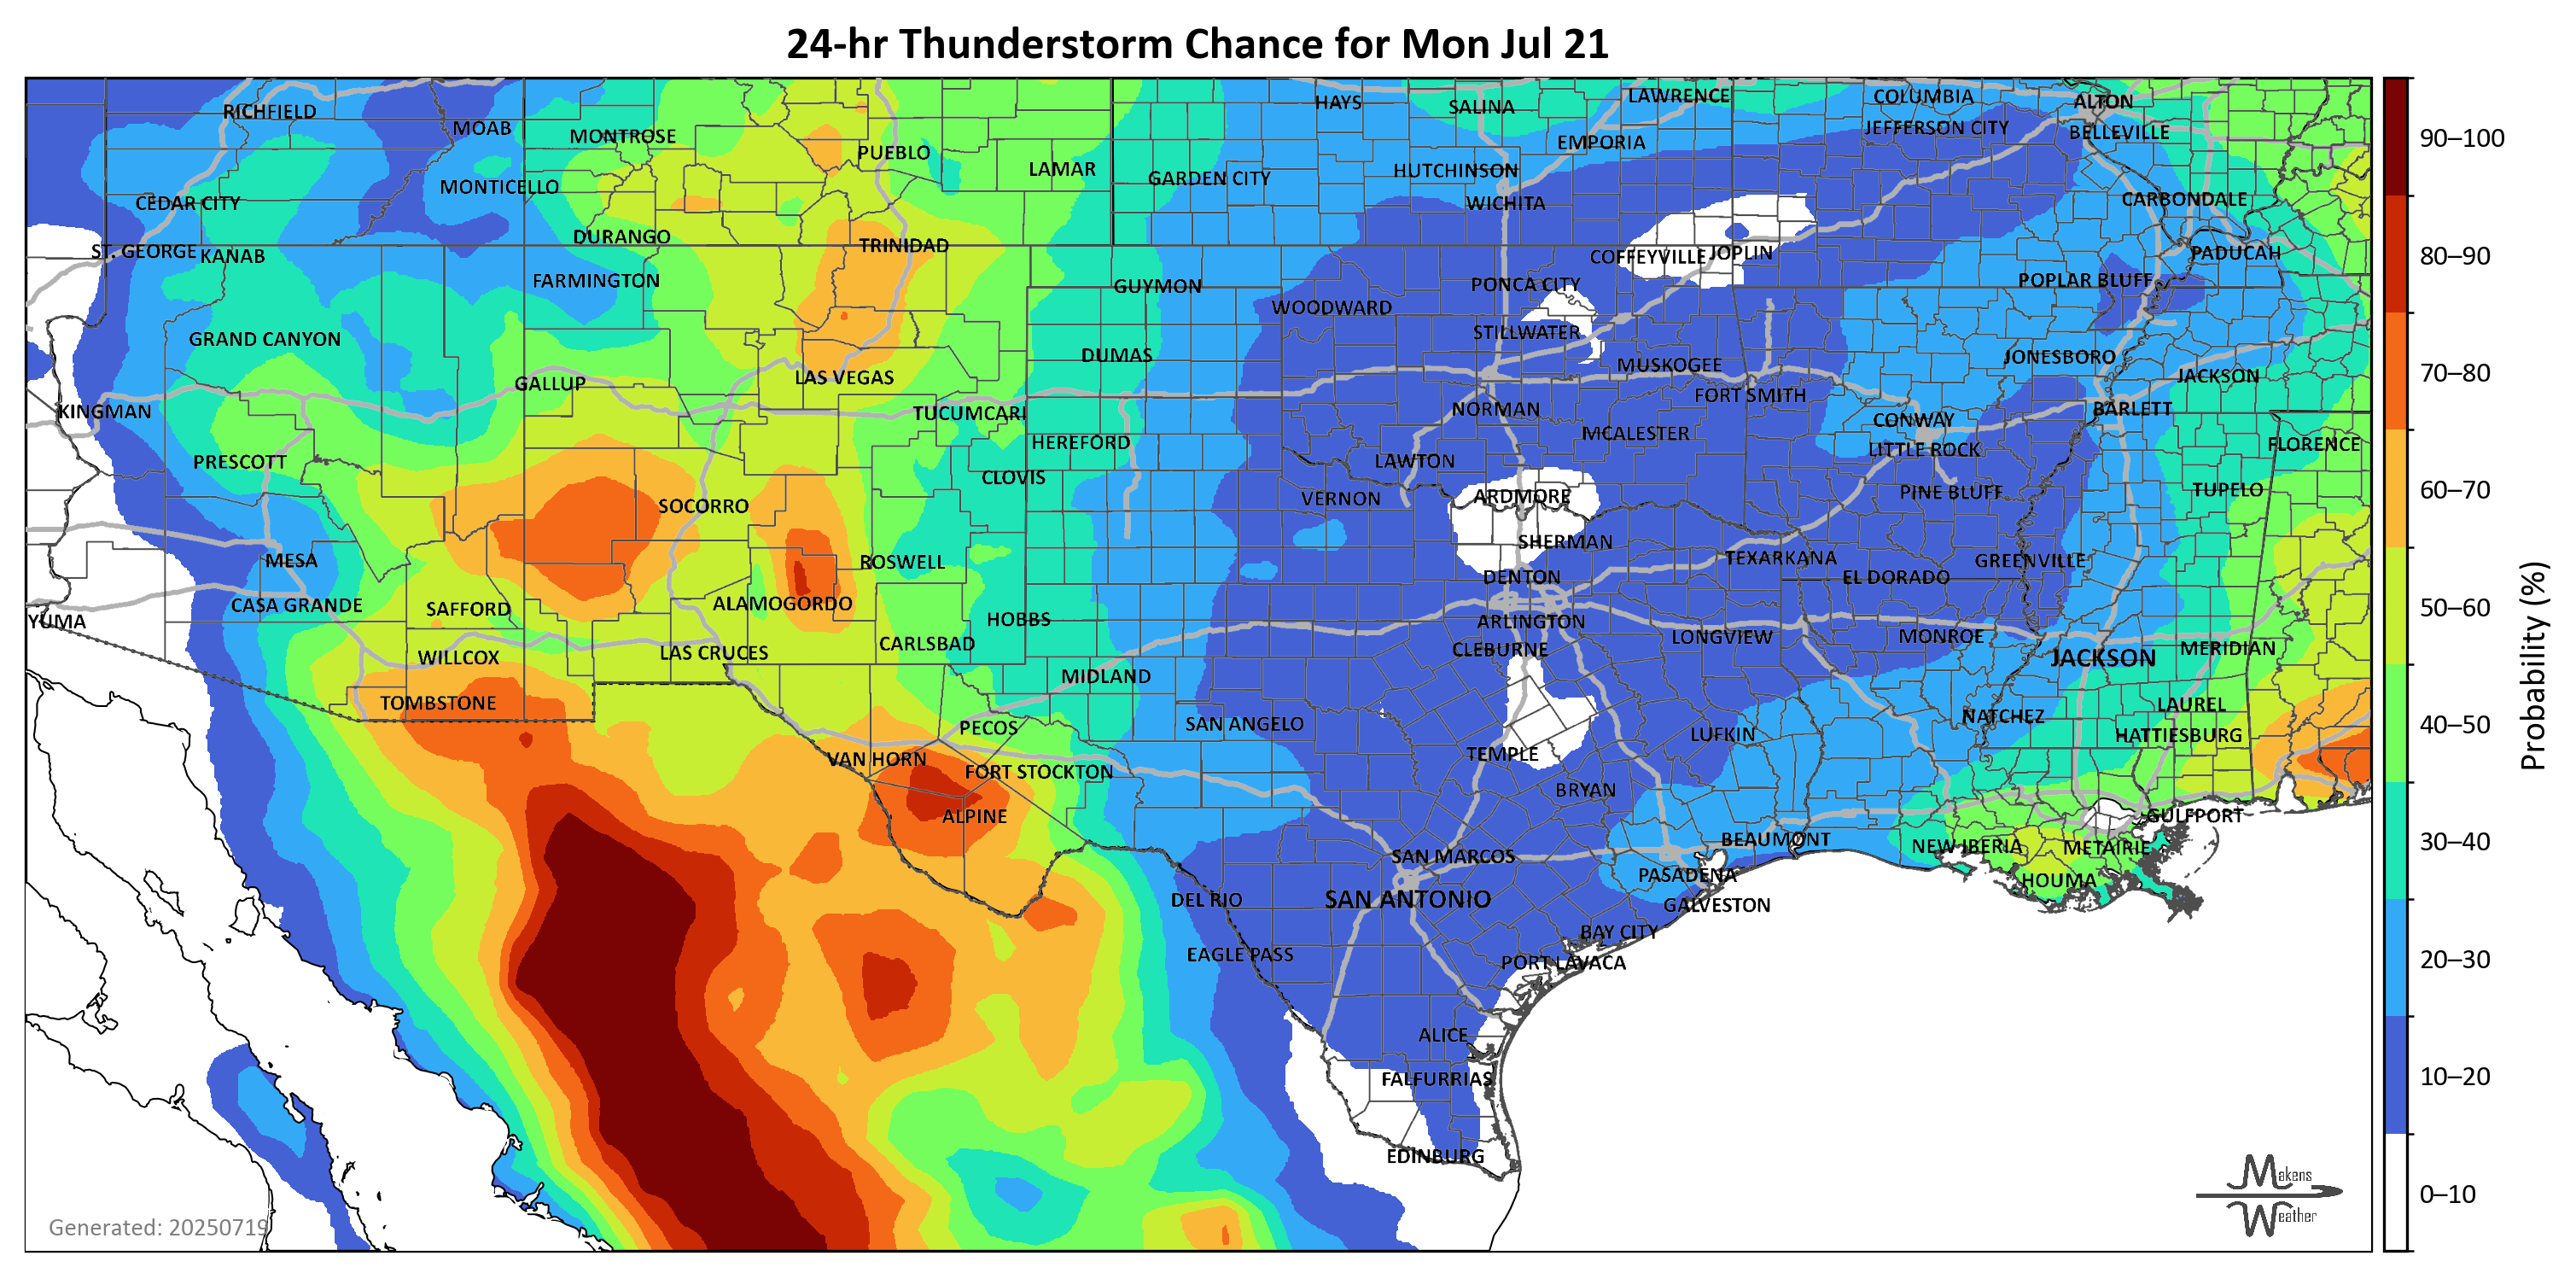 24-hr Thunderstorm Chance for Mon Jul 21
RICHFIELD
MOAB
MONTROSE
PUEBLO
LAMAR
HAYS
SALINA
LAWRENCE
COLUMBIA
ALTON
JEFFERSON CITY
BELLEVILLE
EMPORIA
HUTCHINSON
GARDEN CITY
MONTICELLO
CEDAR CITY
WICHITA
CARBONDALE
DURANGO
TRINIDAD
ST. GEORGE
KANAB
COFFEYVILLE
JOPLIN
PADUCAH
FARMINGTON
GUYMON
PONCA CITY
POPLAR BLUFF
WOODWARD
GRAND CANYON
STILLWATER
DUMAS
JONESBORO
MUSKOGEE
GALLUP
LAS VEGAS
JACKSON
FORT SMITH
KINGMAN
TUCUMCARI
NORMAN
BARLETT
CONWAY
MCALESTER
HEREFORD
FLORENCE
LITTLE ROCK
PRESCOTT
LAWTON
CLOVIS
TUPELO
PINE BLUFF
ARDMORE
VERNON
SOCORRO
SHERMAN
MESA
ROSWELL
TEXARKANA
GREENVILLE
DENTON
EL DORADO
CASA GRANDE
SAFFORD
ALAMOGORDO
HOBBS
YUMA
ARLINGTON
LONGVIEW
MONROE
CARLSBAD
CLEBURNE
MERIDIAN
WILLCOX
LAS CRUCES
JACKSON
MIDLAND
TOMBSTONE
LAUREL
NATCHEZ
PECOS
SAN ANGELO
LUFKIN
HATTIESBURG
VAN HORN
TEMPLE
FORT STOCKTON
BRYAN
ALPINE
GULFPORT
BEAUMONT
NEW IBERIA
METAIRIE
SAN MARCOS
PASADENA
HOUMA
DEL RIO
SAN ANTONIO
GALVESTON
BAY CITY
EAGLE PASS
PORT LAVACA
ALICE
FALFURRIAS
EDINBURG
Generated: 20250719
Makens
Weather
90–100
80–90
70–80
60–70
50–60
40–50
30–40
20–30
10–20
0–10
Probability (%)